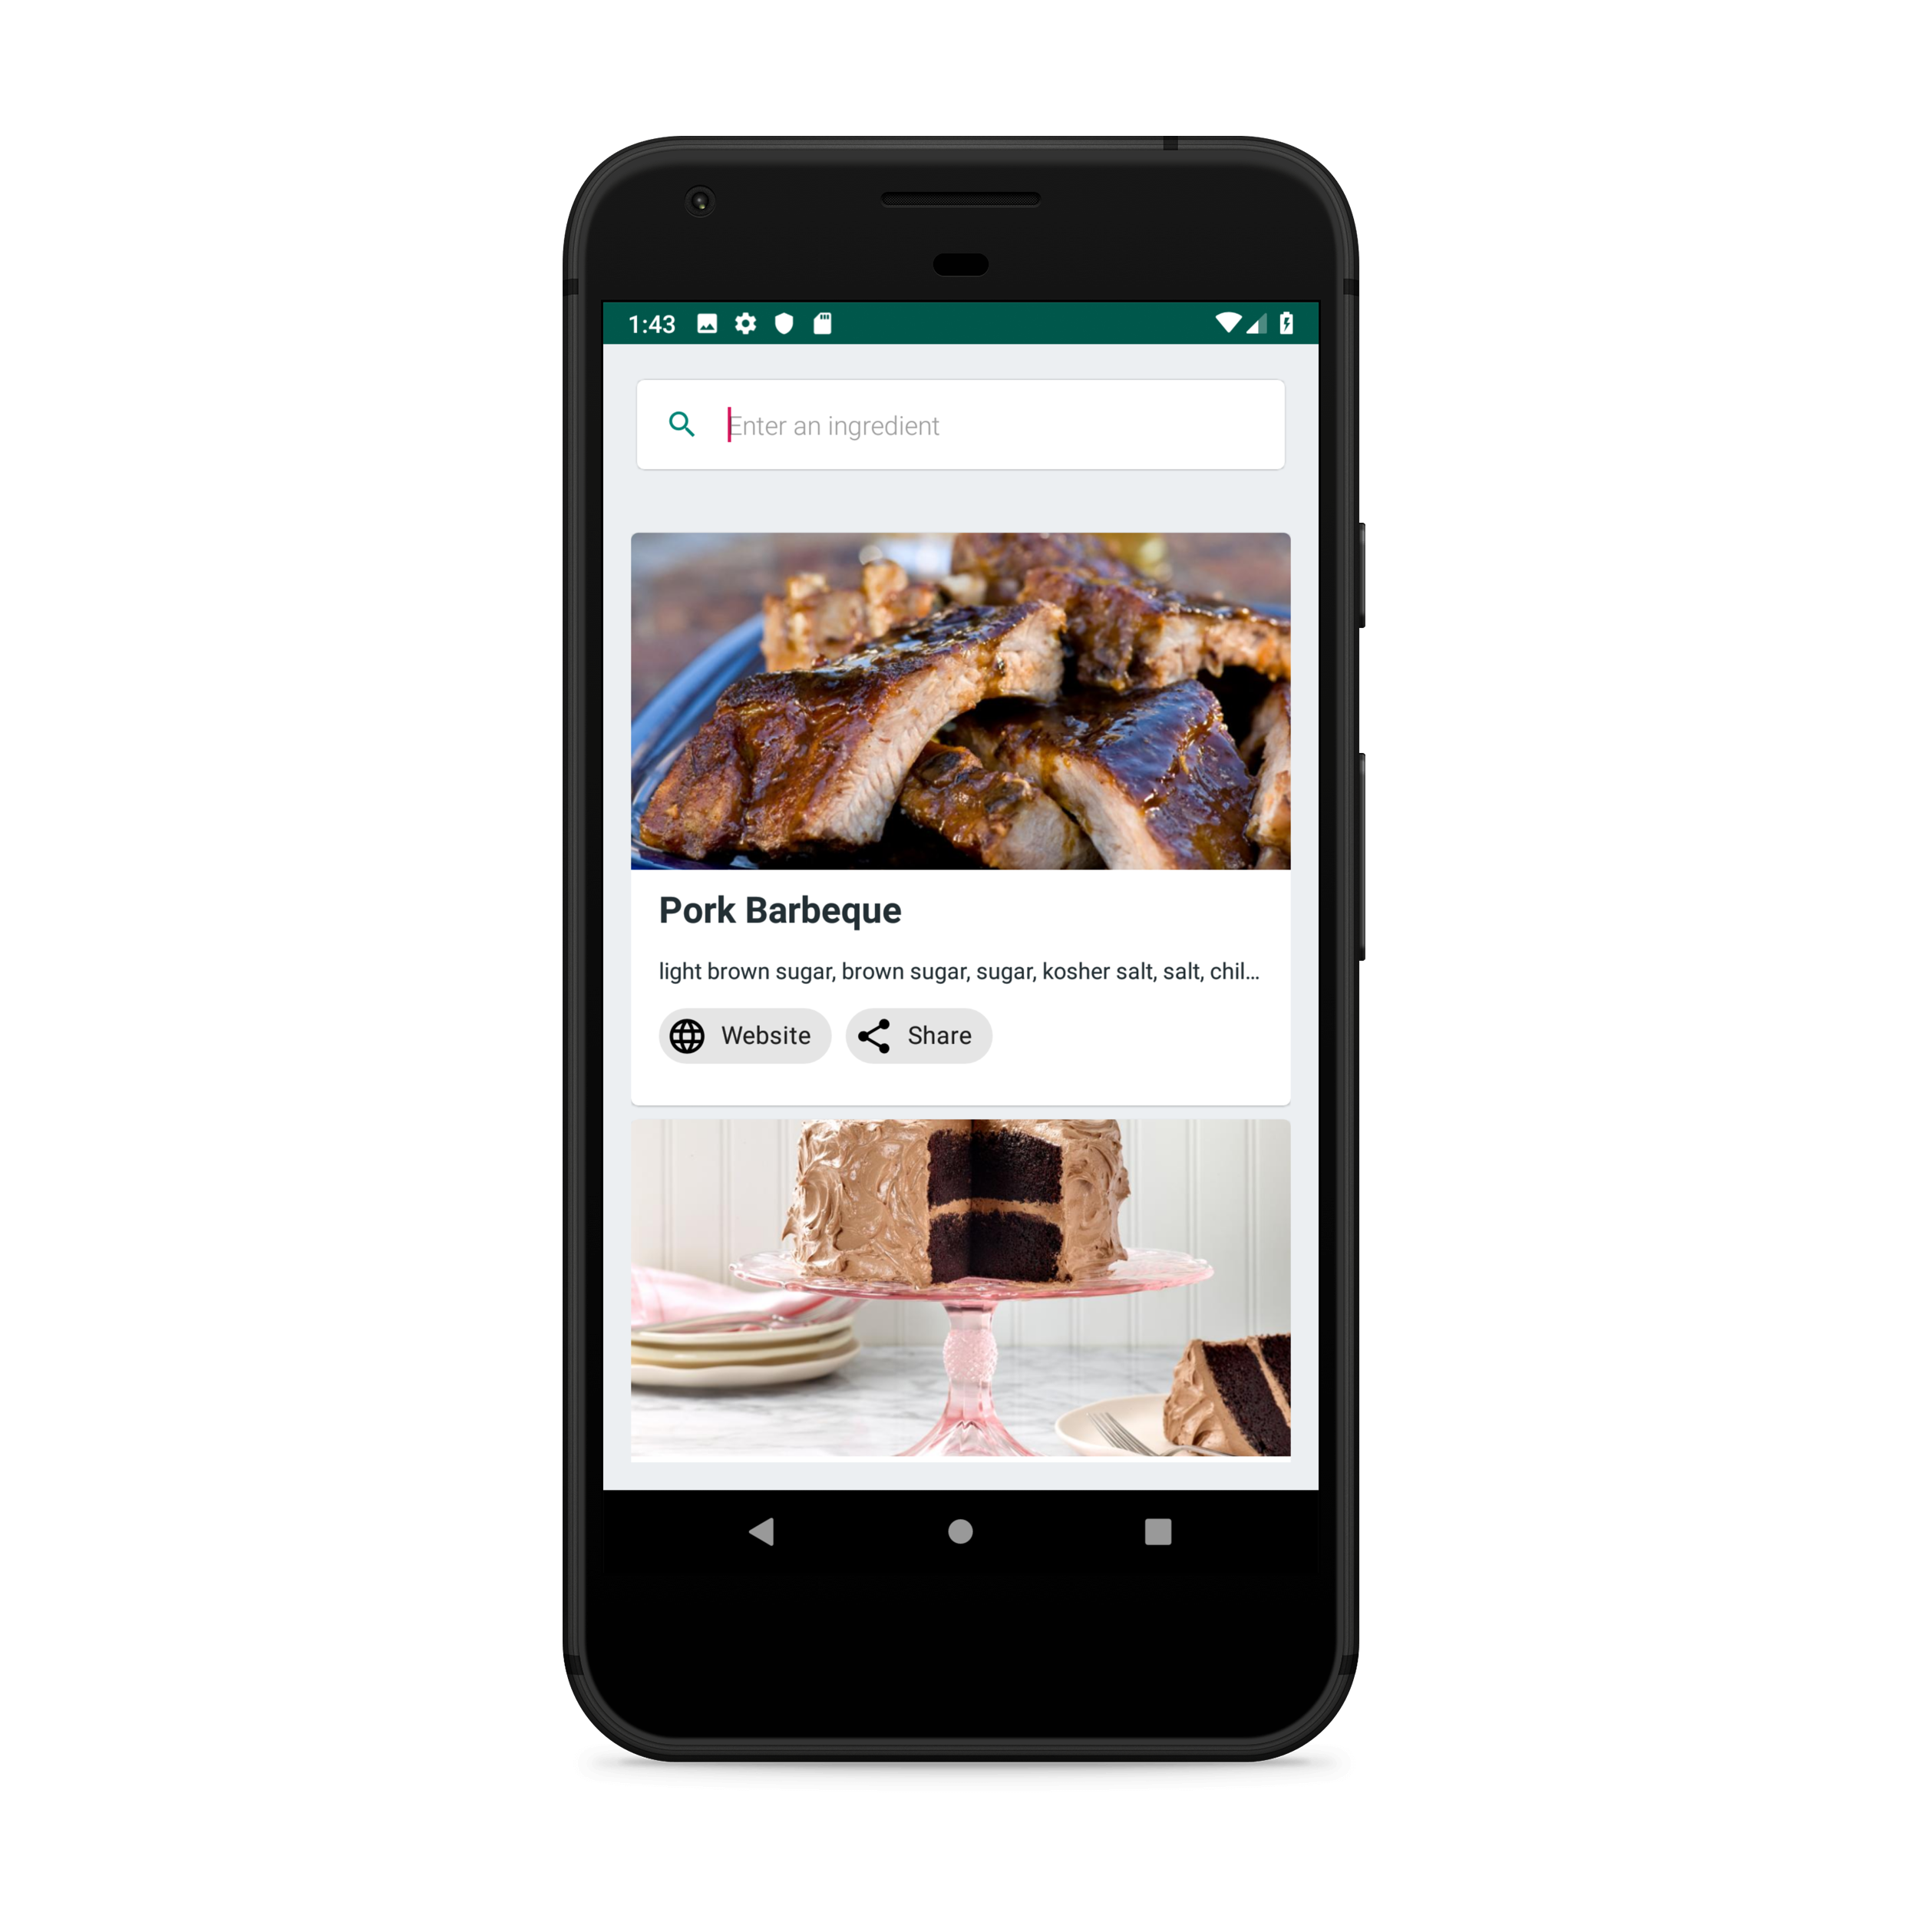 1:43
Enter an ingredient
Pork Barbeque
light brown sugar, brown sugar, sugar, kosher salt, salt, chil...
Website
Share